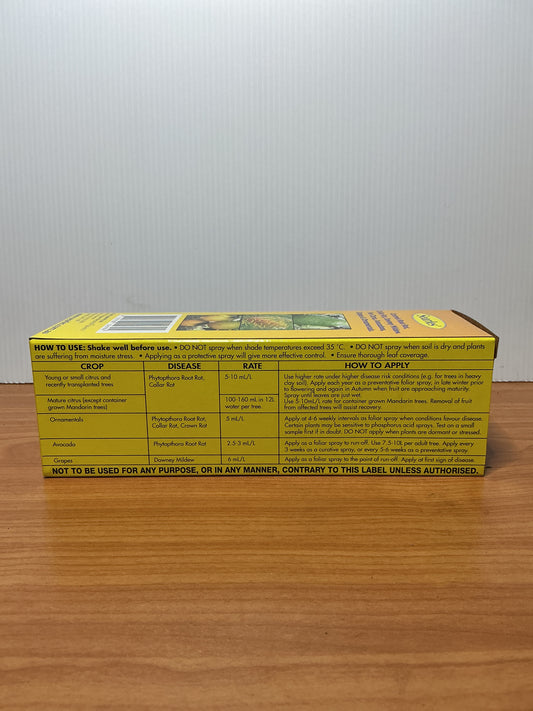 HOW TO USE: Shake well before use. • DO NOT spray when shade temperatures exceed 35 °C. • DO NOT spray when soil is dry and plants
are suffering from moisture stress. • Applying as a protective spray will give more effective control. • Ensure thorough leaf coverage.
CROP DISEASE RATE HOW TO APPLY
Young or small citrus and
recently transplanted trees
Phytopthora Root Rot,
Collar Rot
5-10 mL/L
Use higher rate under higher disease risk conditions (e.g. for trees in heavy
clay soil). Apply each year as a preventative foliar spray, in late winter prior
to flowering and again in Autumn when fruit are approaching maturity.
Spray until leaves are just wet.
Use 5-10mL/L rate for container grown Mandarin trees. Removal of fruit
from affected trees will assist recovery.
Mature citrus (except container
grown Mandarin trees)
100-160 mL in 12L
water per tree.
Ornamentals
Phytopthora Root Rot,
Collar Rot, Crown Rot
5 mL/L
Apply at 4-6 weekly intervals as foliar spray when conditions favour disease.
Certain plants may be sensitive to phosphorus acid sprays. Test on a small
sample first if in doubt. DO NOT apply when plants are dormant or stressed.
Avocado
Phytopthora Root Rot
2.5-3 mL/L
Apply as a foliar spray to run-off. Use 7.5-10L per adult tree. Apply every
3 weeks as a curative spray, or every 5-6 weeks as a preventative spray.
Grapes
Downey Mildew
6 mL/L
Apply as a foliar spray to the point of run-off. Apply at first sign of disease.
NOT TO BE USED FOR ANY PURPOSE, OR IN ANY MANNER, CONTRARY TO THIS LABEL UNLESS AUTHORISED.